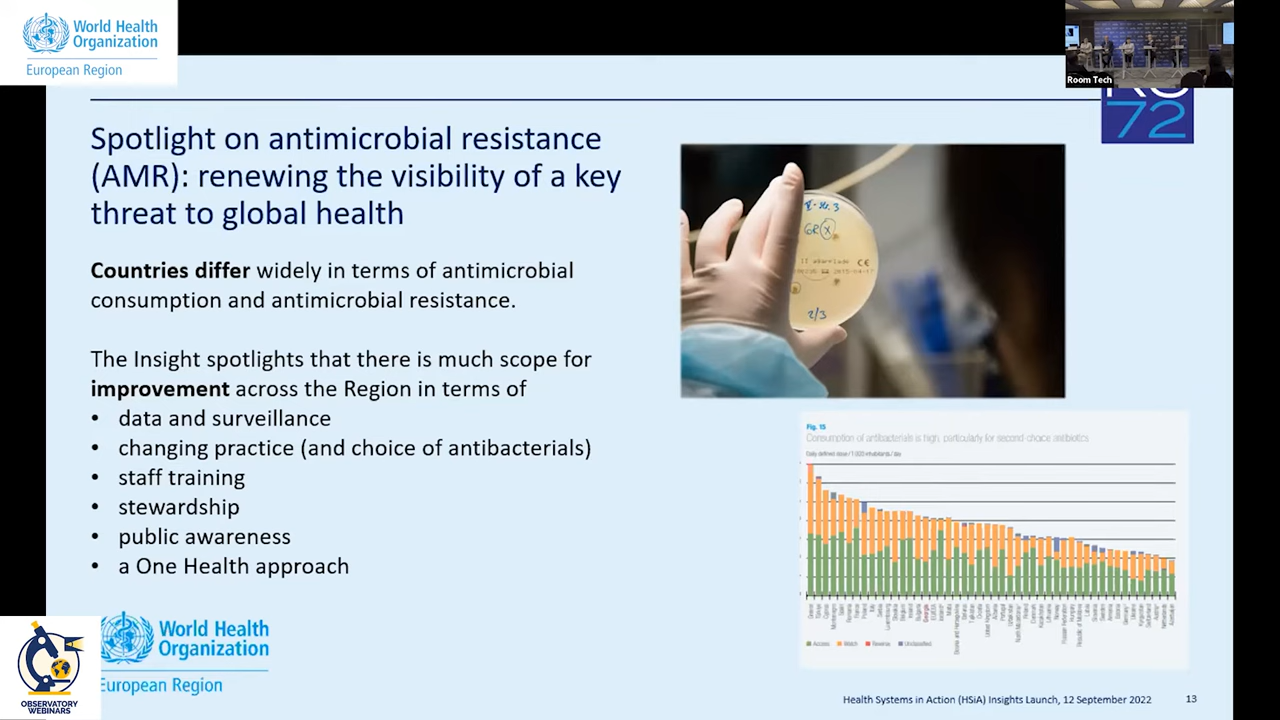 World Health
Organization
European Region
Room Tech
72
Spotlight on antimicrobial resistance
(AMR): renewing the visibility of a key
threat to global health
Countries differ widely in terms of antimicrobial
consumption and antimicrobial resistance.
The Insight spotlights that there is much scope for
improvement across the Region in terms of
• data and surveillance
• changing practice (and choice of antibacterials)
• staff training
• stewardship
• public awareness
• a One Health approach
GR X
CE
2/3
Fig. 15
Consumption of antibacterials is high, particularly for second-choice antibiotics
Daily defined dose / 1 000 inhabitants / day
Access Watch Reserve Unclassified
World Health
Organization
European Region
OBSERVATORY
WEBINARS
Health Systems in Action (HSiA) Insights Launch, 12 September 2022 13